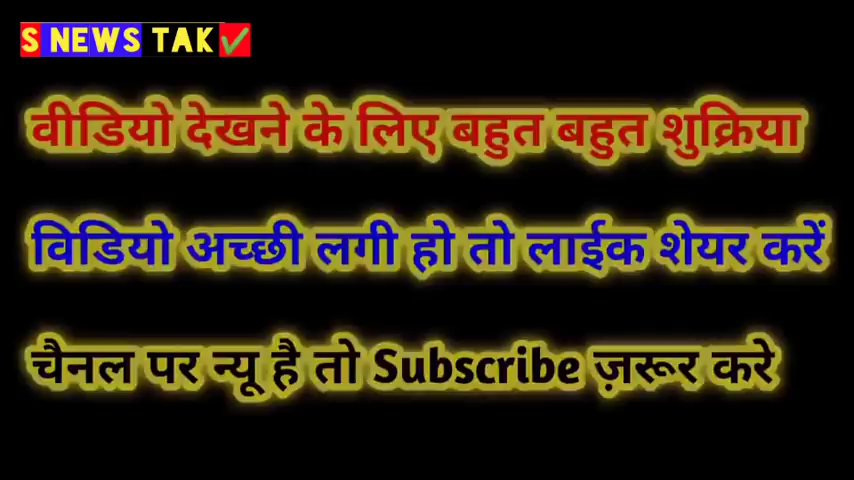 S NEWS TAK✓
वीडियो देखने के लिए बहुत बहुत शुक्रिया
विडियो अच्छी लगी हो तो लाईक शेयर करें
चैनल पर न्यू है तो Subscribe ज़रूर करे